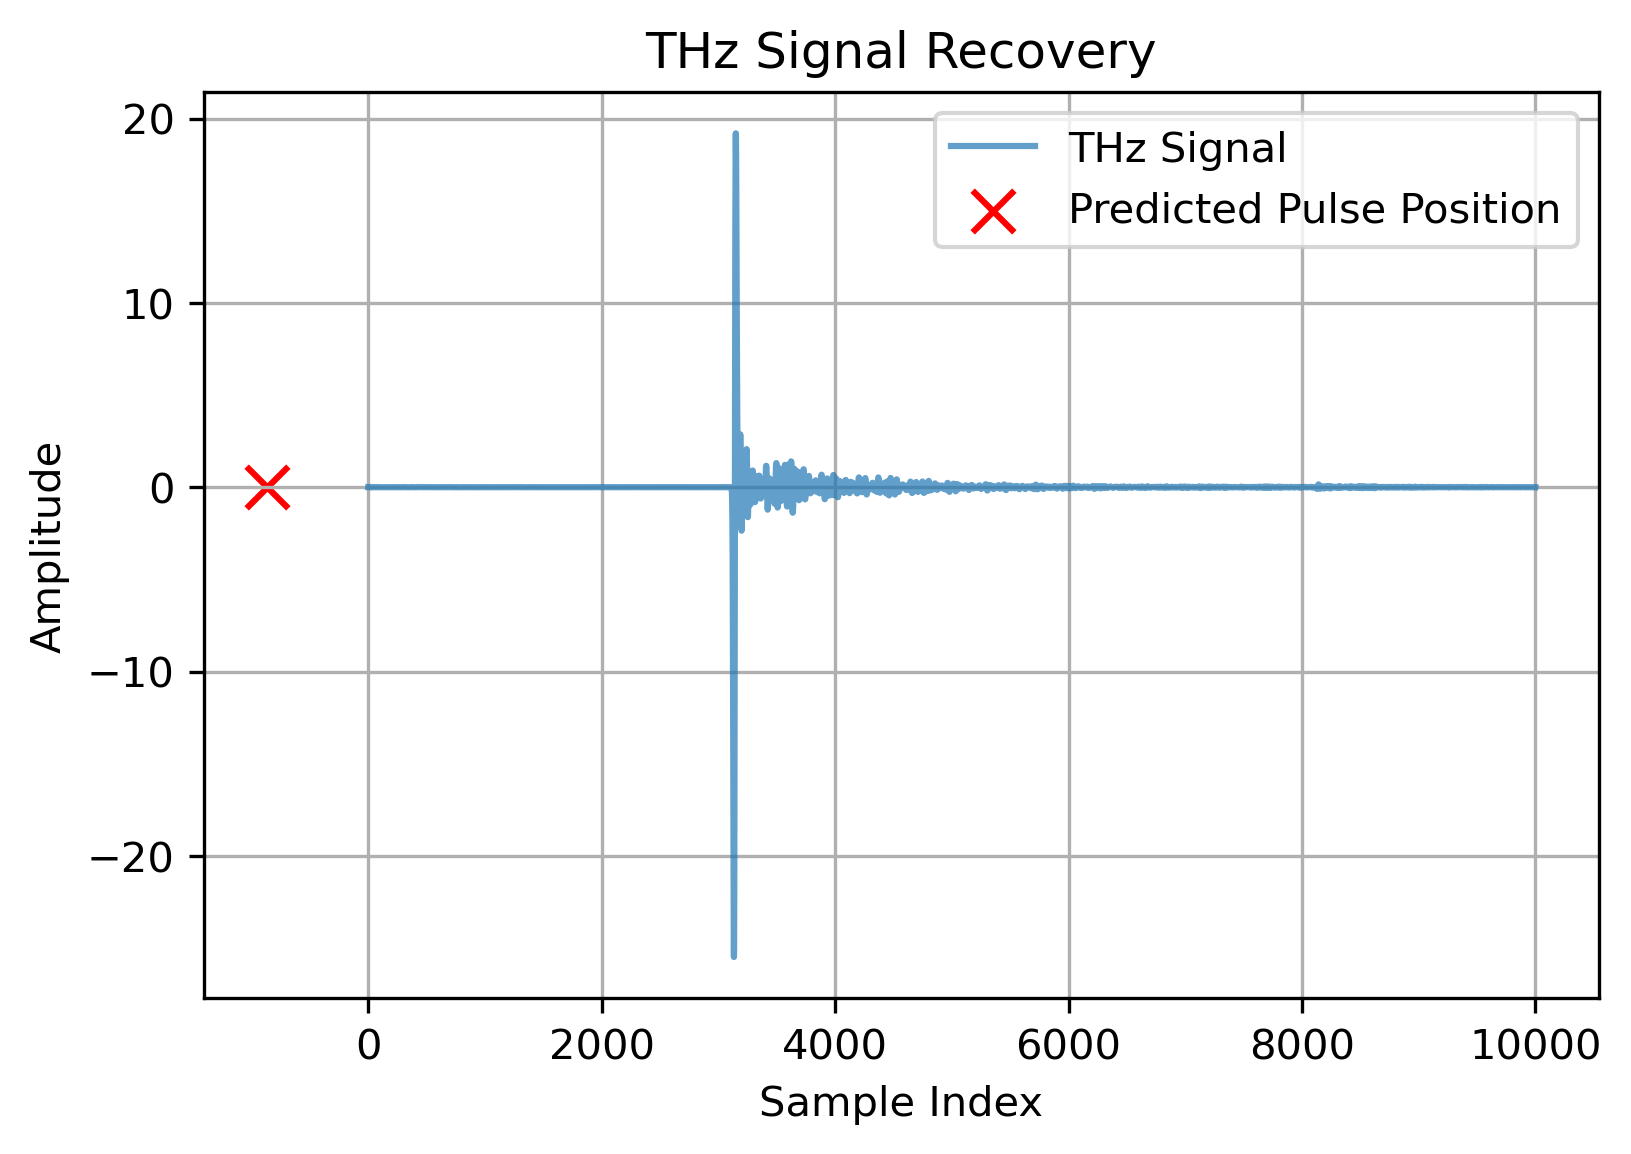 THz Signal Recovery
THz Signal
Predicted Pulse Position
20
10
0
−10
−20
Amplitude
0 2000 4000 6000 8000 10000
Sample Index